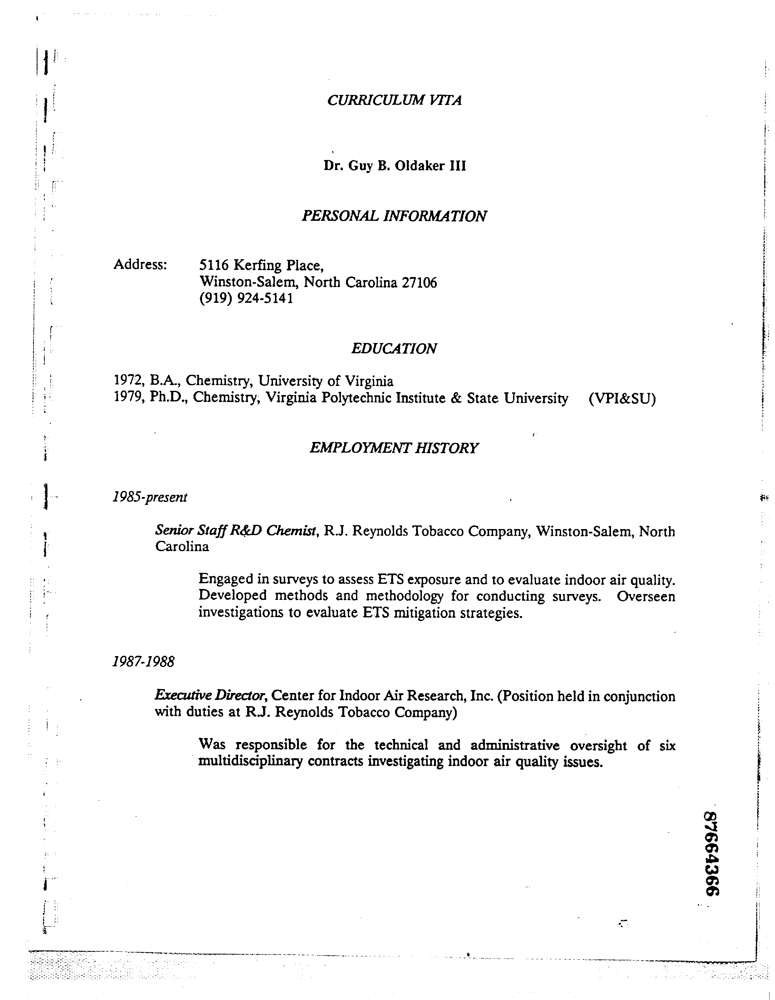 CURRICULUM VITA
Dr. Guy B. Oldaker III
PERSONAL INFORMATION
Address: 5116 Kerfing Place,
Winston-Salem, North Carolina 27106
(919) 924-5141
EDUCATION
1972, B.A., Chemistry, University of Virginia
1979, Ph.D., Chemistry, Virginia Polytechnic Institute & State University (VPI&SU)
EMPLOYMENT HISTORY
1985-present
Senior Staff R&D Chemist, R.J. Reynolds Tobacco Company, Winston-Salem, North
Carolina
Engaged in surveys to assess ETS exposure and to evaluate indoor air quality.
Developed methods and methodology for conducting surveys. Overseen
investigations to evaluate ETS mitigation strategies.
1987-1988
Executive Director, Center for Indoor Air Research, Inc. (Position held in conjunction
with duties at R.J. Reynolds Tobacco Company)
Was responsible for the technical and administrative oversight of six
multidisciplinary contracts investigating indoor air quality issues.
87664366